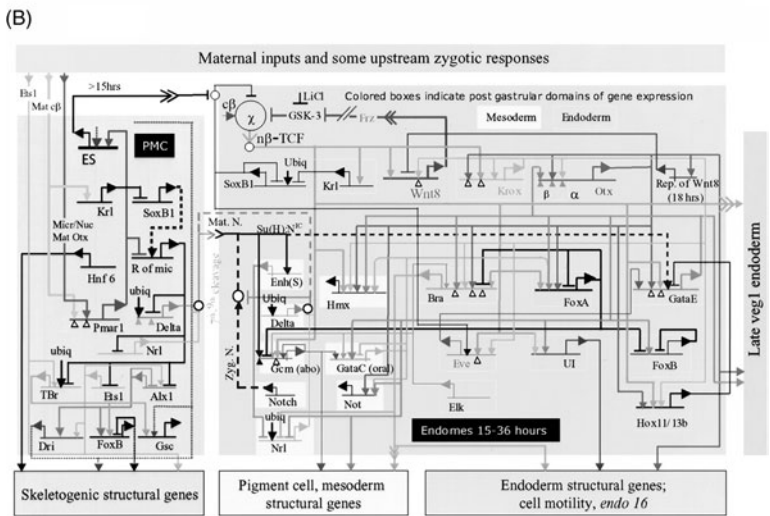 (B)
Maternal inputs and some upstream zygotic responses
Ets1
Mat cβ
>15hrs
cβ
χ
LiCl
GSK-3
Frz
nβ-TCF
Colored boxes indicate post gastrular domains of gene expression
Mesoderm
Endoderm
ES
PMC
Ubiq
SoxB1
Krl
Wnt8
Krox
β
α
Otx
Rep. of Wnt8
(18 hrs)
Krl
SoxB1
Micr/Nuc
Mat Otx
Mat. N.
Su(H):N
IC
Hnf 6
R of mic
Enh(S)
Hmx
Bra
FoxA
GataE
ubiq
Pmar1
Delta
Ubiq
Delta
Nrl
Gcm (abo)
GataC (oral)
Eve
UI
FoxB
Zyg. N.
ubiq
TBr
Ets1
Alx1
Notch
Not
Elk
Hox11/13b
ubiq
Nrl
Dri
FoxB
Gsc
Endomes 15-36 hours
Late veg1 endoderm
Skeletogenic structural genes
Pigment cell, mesoderm
structural genes
Endoderm structural genes;
cell motility, endo 16